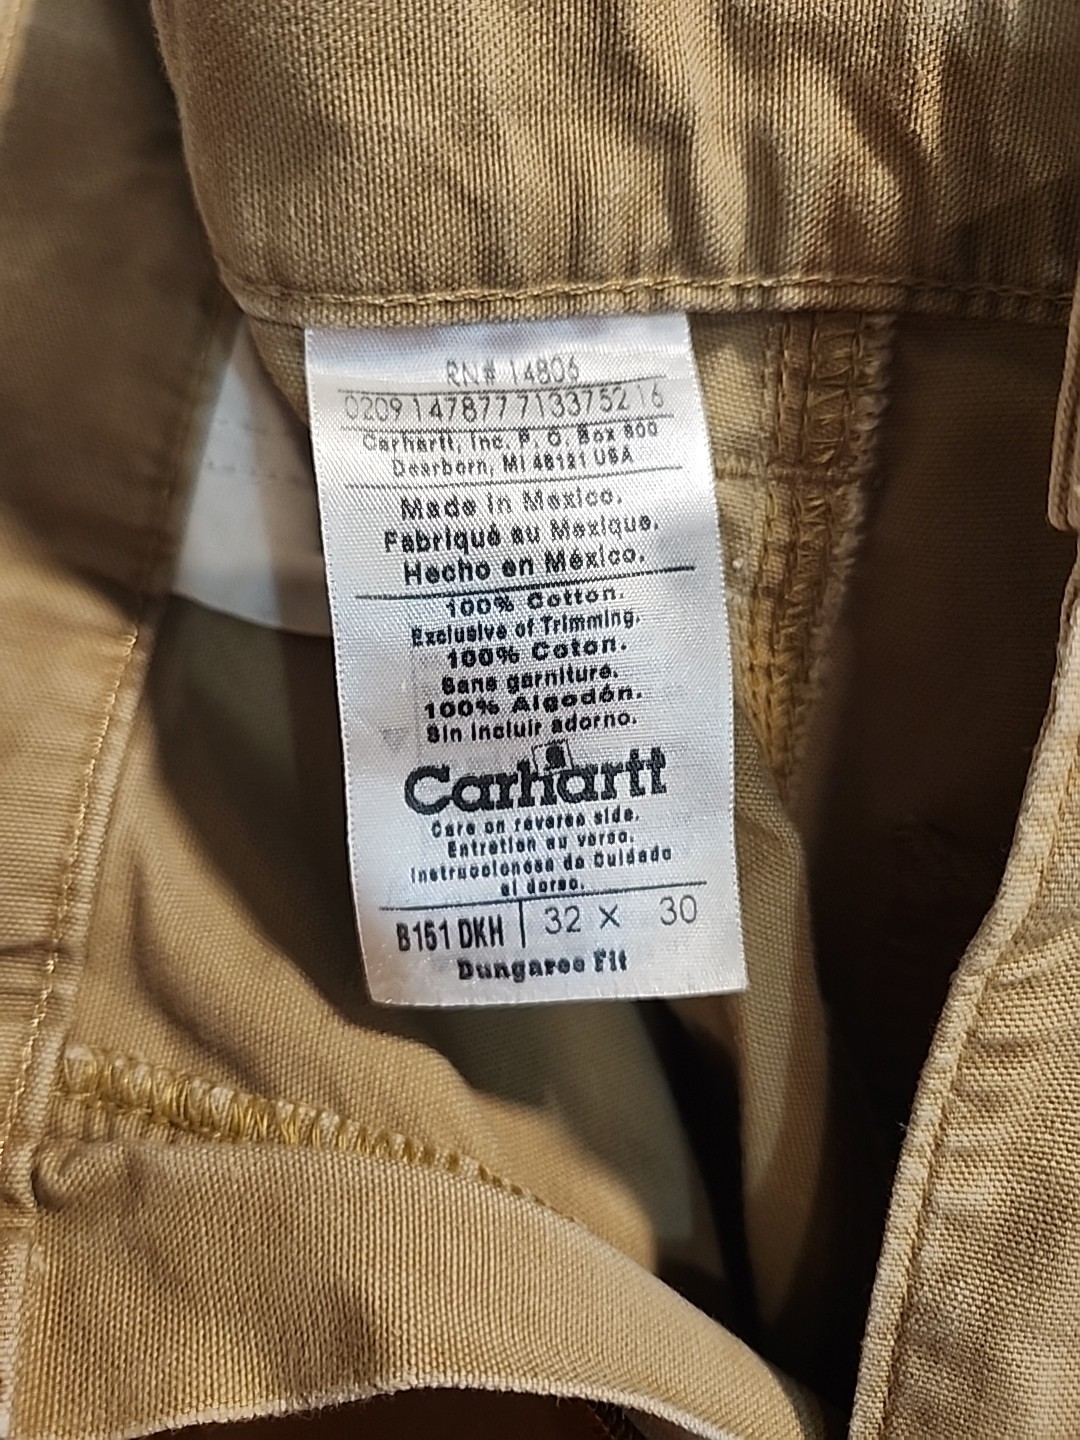 RN# 14806
0209 147877 7133752 16
Carhartt, Inc. P. O. Box 600
Dearborn, MI 48121 USA
Made in Mexico.
Fabriqué au Mexique.
Hecho en México.
100% Cotton.
Exclusive of Trimming.
100% Coton.
Sans garniture.
100% Algodón.
Sin incluir adorno.
Carhartt
Care on reverse side.
Entretien au verso.
Instrucciones de Cuidado
al dorso.
B151 DKH 32 X 30
Dungaree Fit